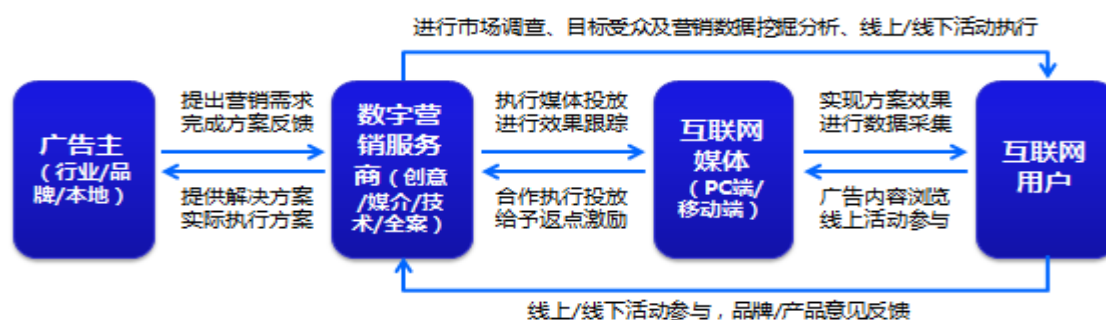 进行市场调查、目标受众及营销数据挖掘分析、线上/线下活动执行
广告主
（行业/品
牌/本地）
提出营销需求
完成方案反馈
提供解决方案
实际执行方案
数字营
销服务
商（创意
/媒介/技
术/全案）
执行媒体投放
进行效果跟踪
合作执行投放
给予返点激励
互联网
媒体
（PC端/
移动端）
实现方案效果
进行数据采集
广告内容浏览
线上活动参与
互联网
用户
线上/线下活动参与，品牌/产品意见反馈